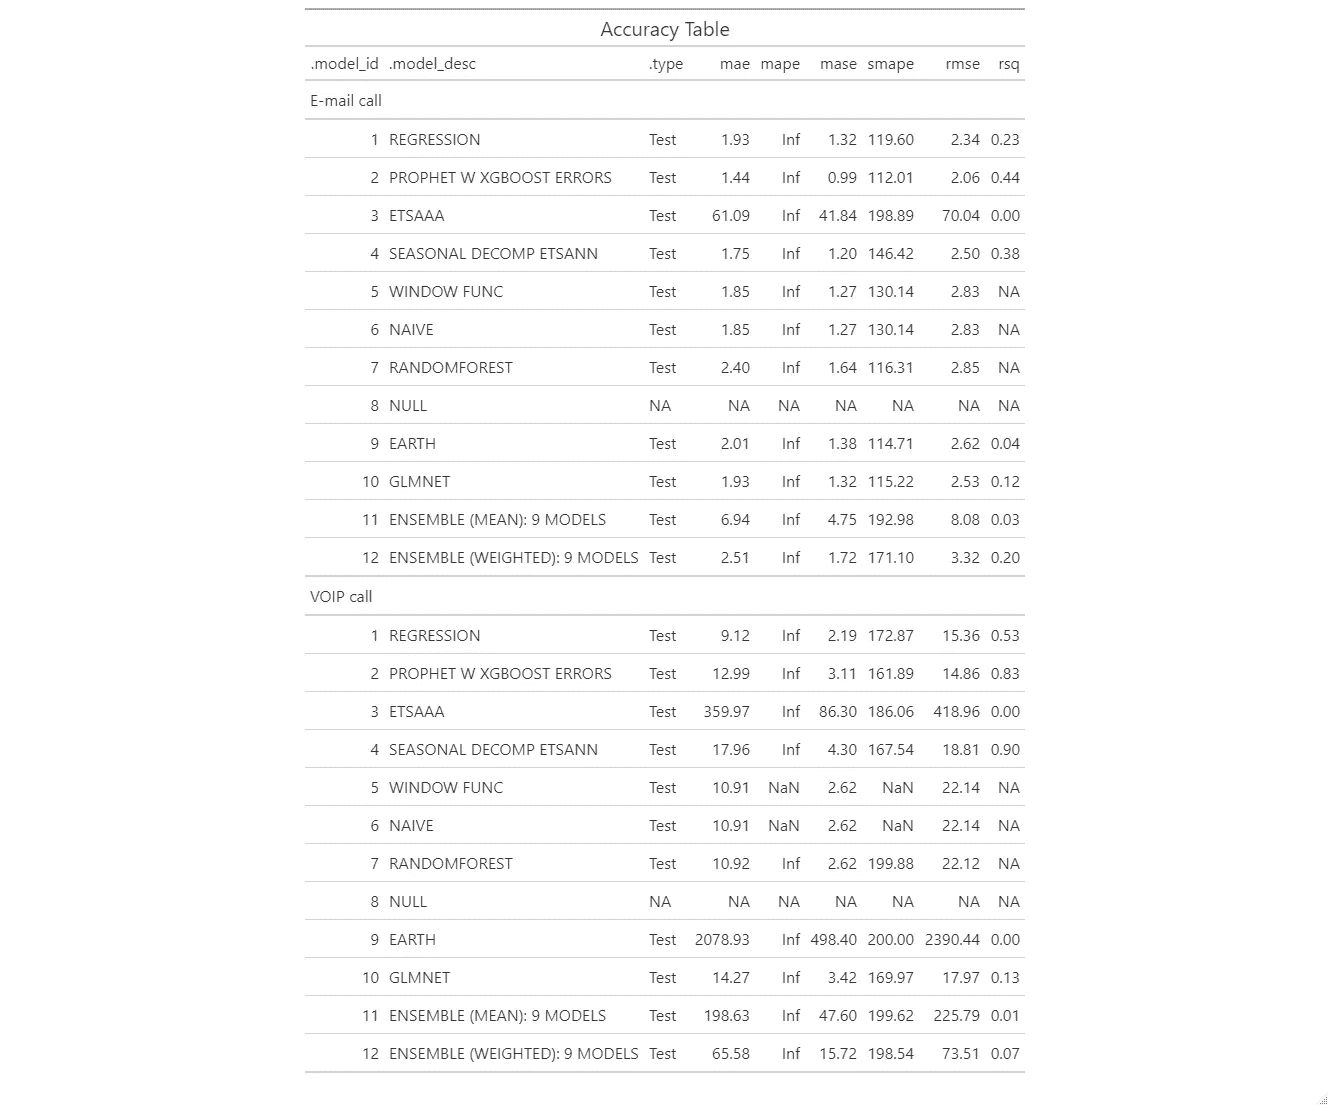 Accuracy Table
.model_id .model_desc .type mae mape mase smape rmse rsq
E-mail call
1 REGRESSION Test 1.93 Inf 1.32 119.60 2.34 0.23
2 PROPHET W XGBOOST ERRORS Test 1.44 Inf 0.99 112.01 2.06 0.44
3 ETSAAA Test 61.09 Inf 41.84 198.89 70.04 0.00
4 SEASONAL DECOMP ETSANN Test 1.75 Inf 1.20 146.42 2.50 0.38
5 WINDOW FUNC Test 1.85 Inf 1.27 130.14 2.83 NA
6 NAIVE Test 1.85 Inf 1.27 130.14 2.83 NA
7 RANDOMFOREST Test 2.40 Inf 1.64 116.31 2.85 NA
8 NULL NA NA NA NA NA NA NA
9 EARTH Test 2.01 Inf 1.38 114.71 2.62 0.04
10 GLMNET Test 1.93 Inf 1.32 115.22 2.53 0.12
11 ENSEMBLE (MEAN): 9 MODELS Test 6.94 Inf 4.75 192.98 8.08 0.03
12 ENSEMBLE (WEIGHTED): 9 MODELS Test 2.51 Inf 1.72 171.10 3.32 0.20
VOIP call
1 REGRESSION Test 9.12 Inf 2.19 172.87 15.36 0.53
2 PROPHET W XGBOOST ERRORS Test 12.99 Inf 3.11 161.89 14.86 0.83
3 ETSAAA Test 359.97 Inf 86.30 186.06 418.96 0.00
4 SEASONAL DECOMP ETSANN Test 17.96 Inf 4.30 167.54 18.81 0.90
5 WINDOW FUNC Test 10.91 NaN 2.62 NaN 22.14 NA
6 NAIVE Test 10.91 NaN 2.62 NaN 22.14 NA
7 RANDOMFOREST Test 10.92 Inf 2.62 199.88 22.12 NA
8 NULL NA NA NA NA NA NA NA
9 EARTH Test 2078.93 Inf 498.40 200.00 2390.44 0.00
10 GLMNET Test 14.27 Inf 3.42 169.97 17.97 0.13
11 ENSEMBLE (MEAN): 9 MODELS Test 198.63 Inf 47.60 199.62 225.79 0.01
12 ENSEMBLE (WEIGHTED): 9 MODELS Test 65.58 Inf 15.72 198.54 73.51 0.07